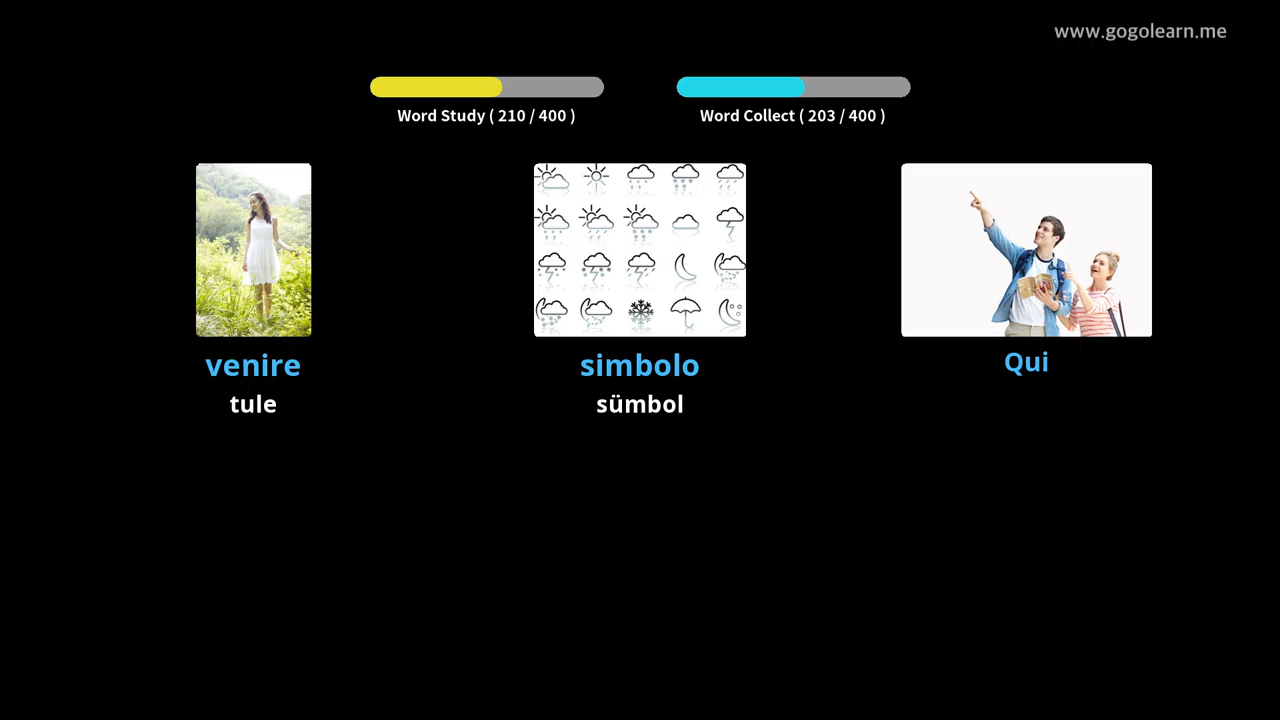 www.gogolearn.me
Word Study ( 210 / 400 )
Word Collect ( 203 / 400 )
venire
tule
simbolo
sümbol
Qui